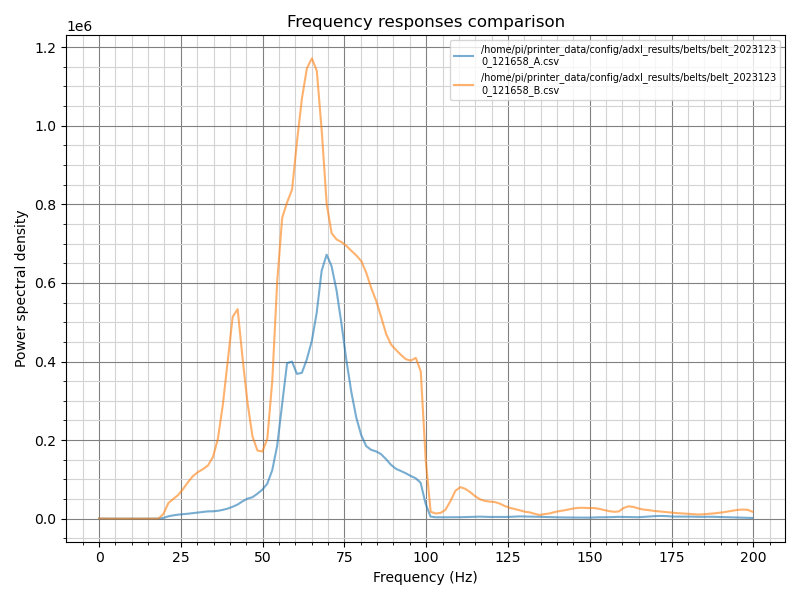 Frequency responses comparison
1e6
/home/pi/printer_data/config/adxl_results/belts/belt_2023123
0_121658_A.csv
/home/pi/printer_data/config/adxl_results/belts/belt_2023123
0_121658_B.csv
1.2
1.0
0.8
0.6
0.4
0.2
0.0
Power spectral density
0 25 50 75 100 125 150 175 200
Frequency (Hz)